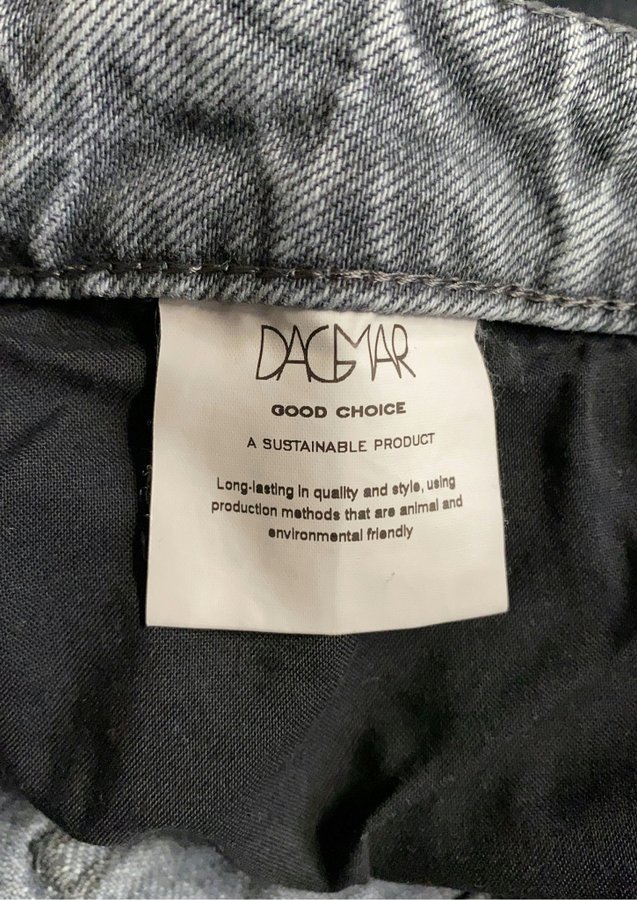 DAGMAR
GOOD CHOICE
A SUSTAINABLE PRODUCT
Long-lasting in quality and style, using
production methods that are animal and
environmental friendly